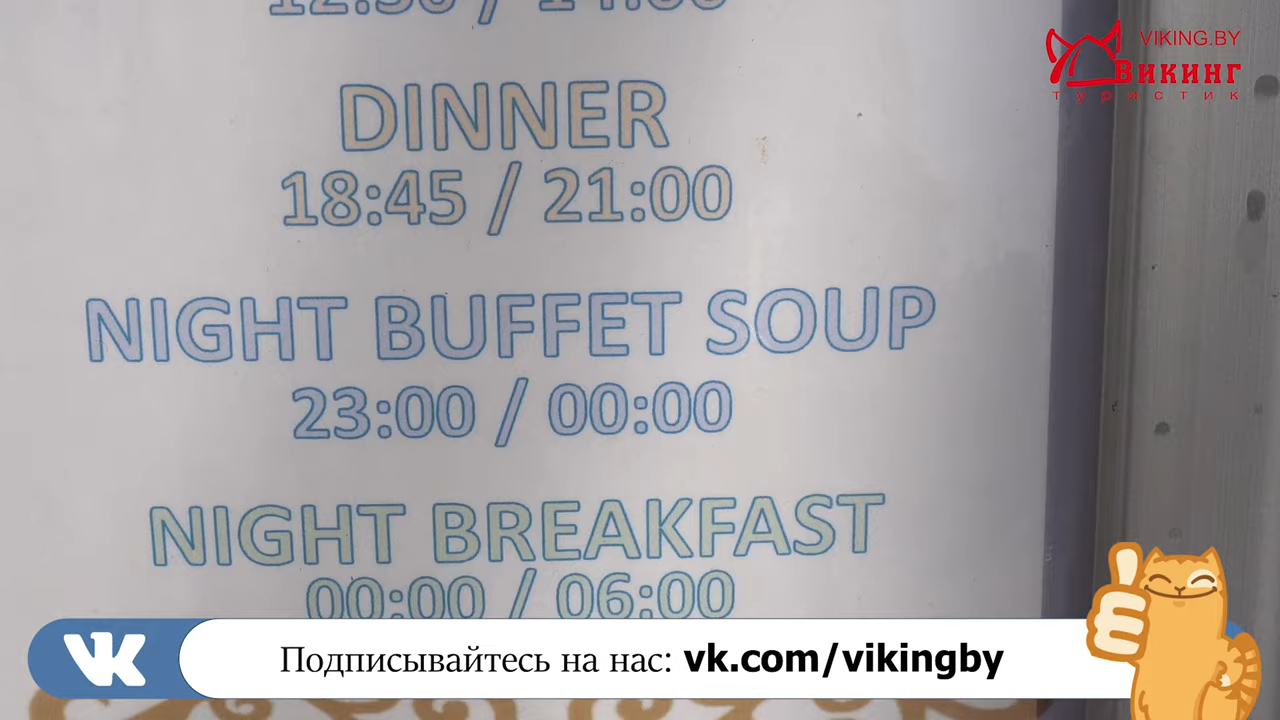 VIKING.BY
Викинг
туристик
DINNER
18:45 / 21:00
NIGHT BUFFET SOUP
23:00 / 00:00
NIGHT BREAKFAST
00:00 / 06:00
Подписывайтесь на нас: vk.com/vikingby